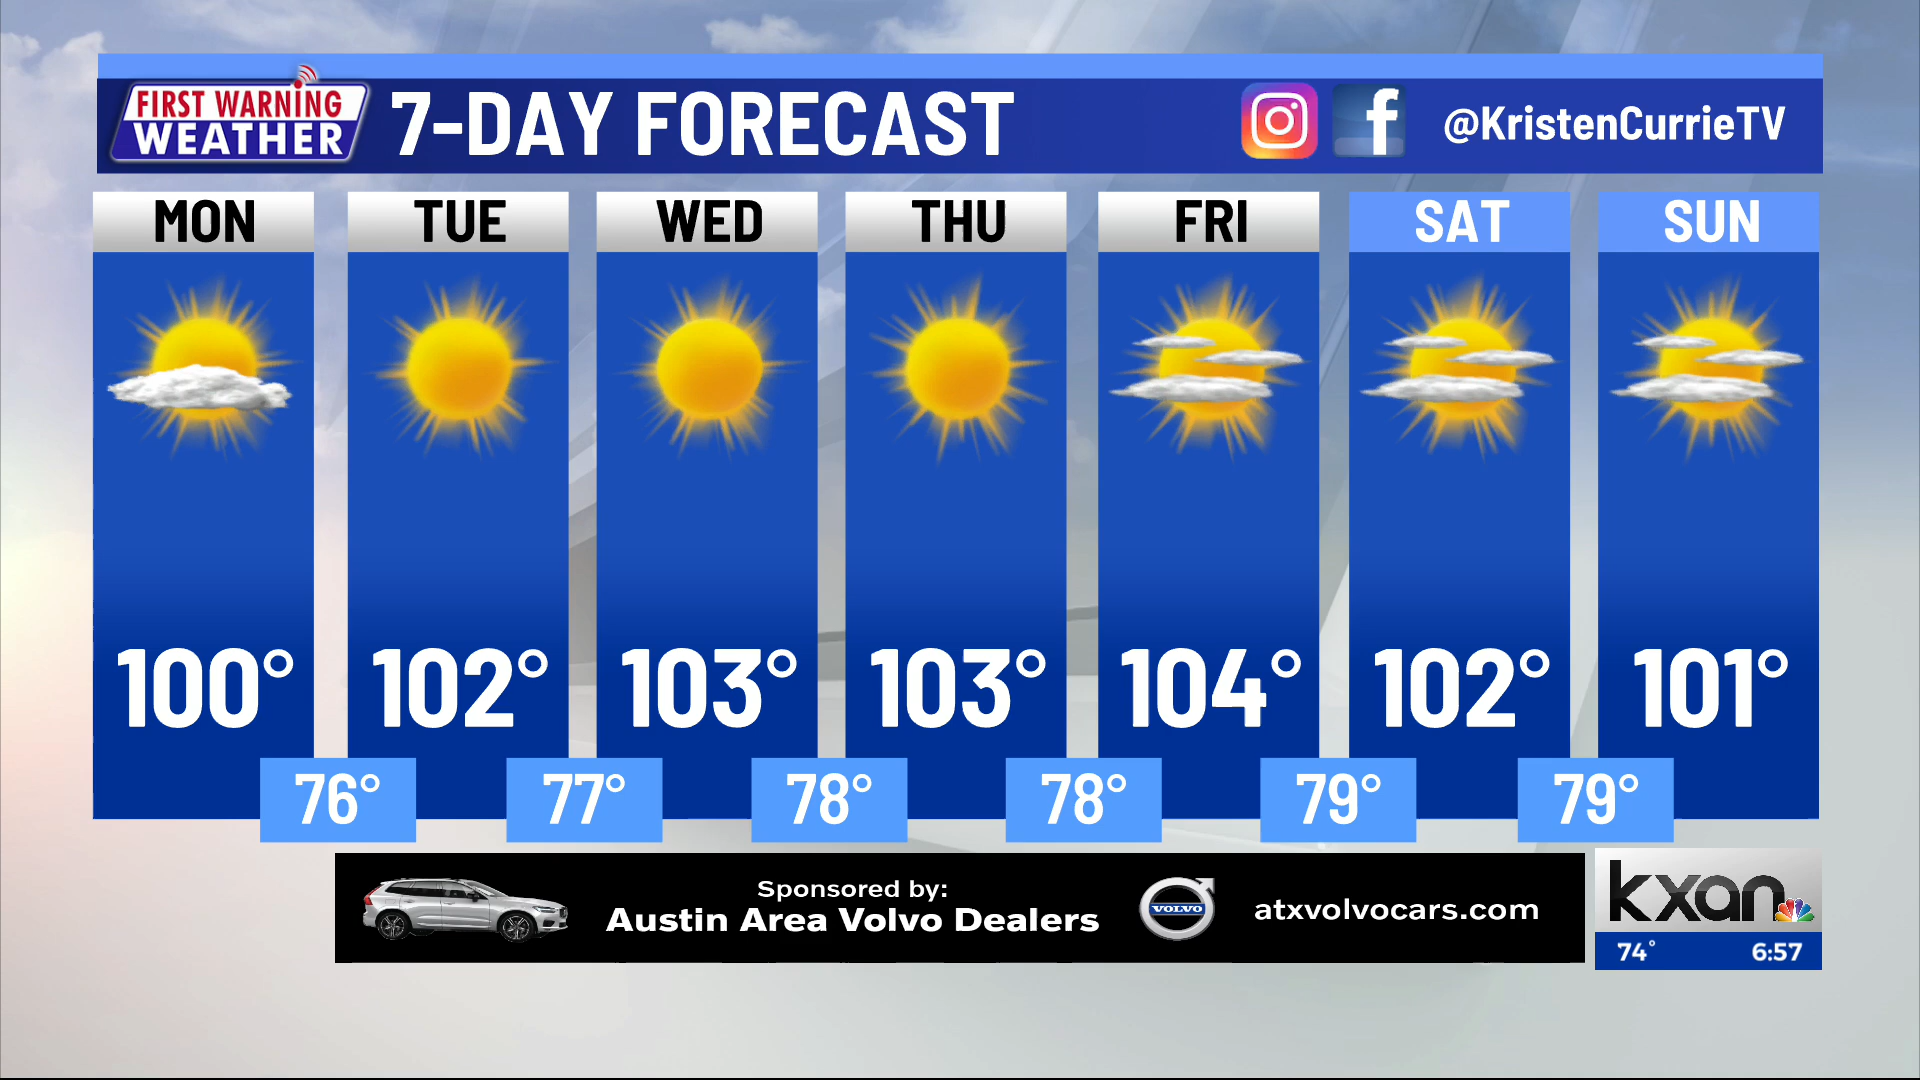 FIRST WARNING
WEATHER
7-DAY FORECAST
@KristenCurrieTV
MON TUE WED THU FRI SAT SUN
100° 102° 103° 103° 104° 102° 101°
76° 77° 78° 78° 79° 79°
Sponsored by:
Austin Area Volvo Dealers
VOLVO
atxvolvocars.com
kxan
74° 6:57